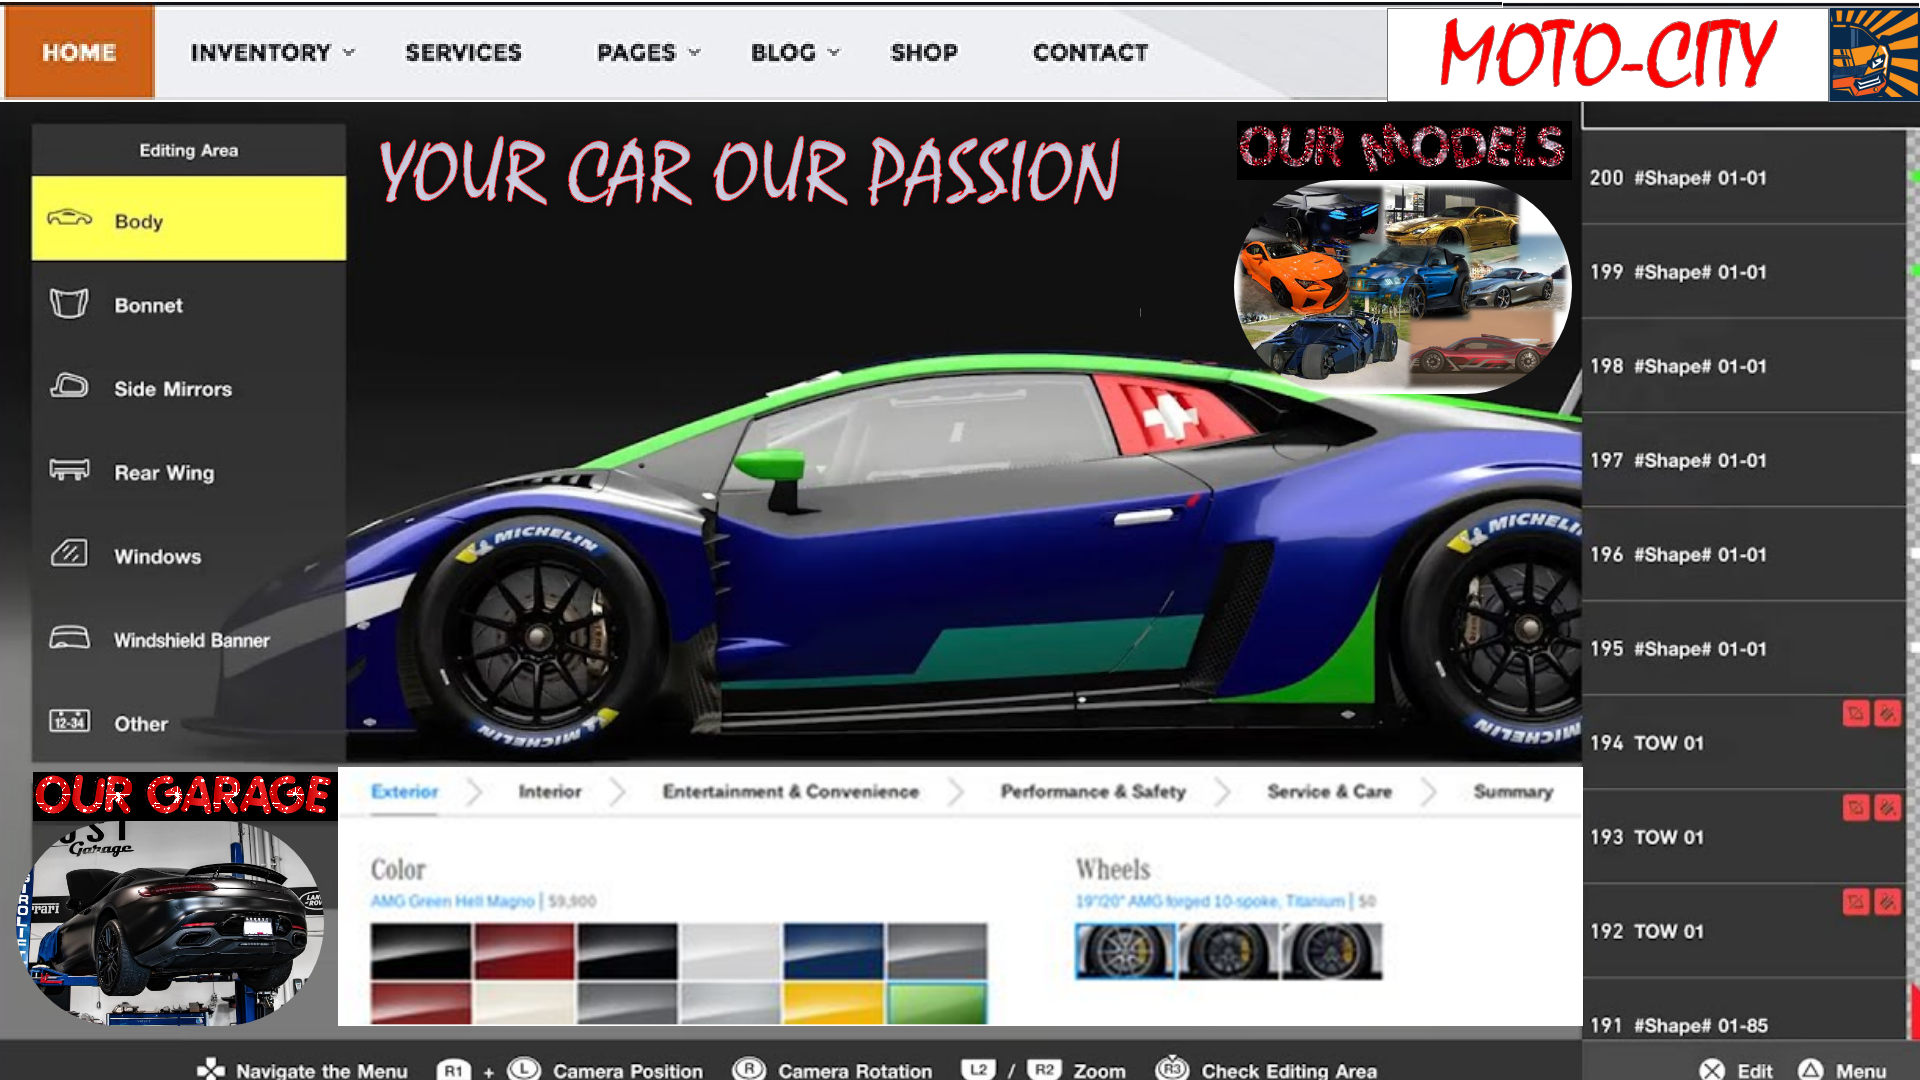 HOME INVENTORY SERVICES PAGES BLOG SHOP CONTACT
MOTO-CITY
Editing Area
Body
Bonnet
Side Mirrors
Rear Wing
Windows
Windshield Banner
12-34 Other
YOUR CAR OUR PASSION
OUR MODELS
MICHELIN
MICHELIN
MICHELIN
MICHELIN
200 #Shape# 01-01
199 #Shape# 01-01
198 #Shape# 01-01
197 #Shape# 01-01
196 #Shape# 01-01
195 #Shape# 01-01
194 TOW 01
193 TOW 01
192 TOW 01
191 #Shape# 01-85
OUR GARAGE
Garage
Exterior Interior Entertainment & Convenience Performance & Safety Service & Care Summary
Color
AMG Green Hell Magno | $9,900
Wheels
19"/20" AMG forged 10-spoke, Titanium | $0
Navigate the Menu R1 + L Camera Position R Camera Rotation L2 / R2 Zoom R3 Check Editing Area
Edit Menu